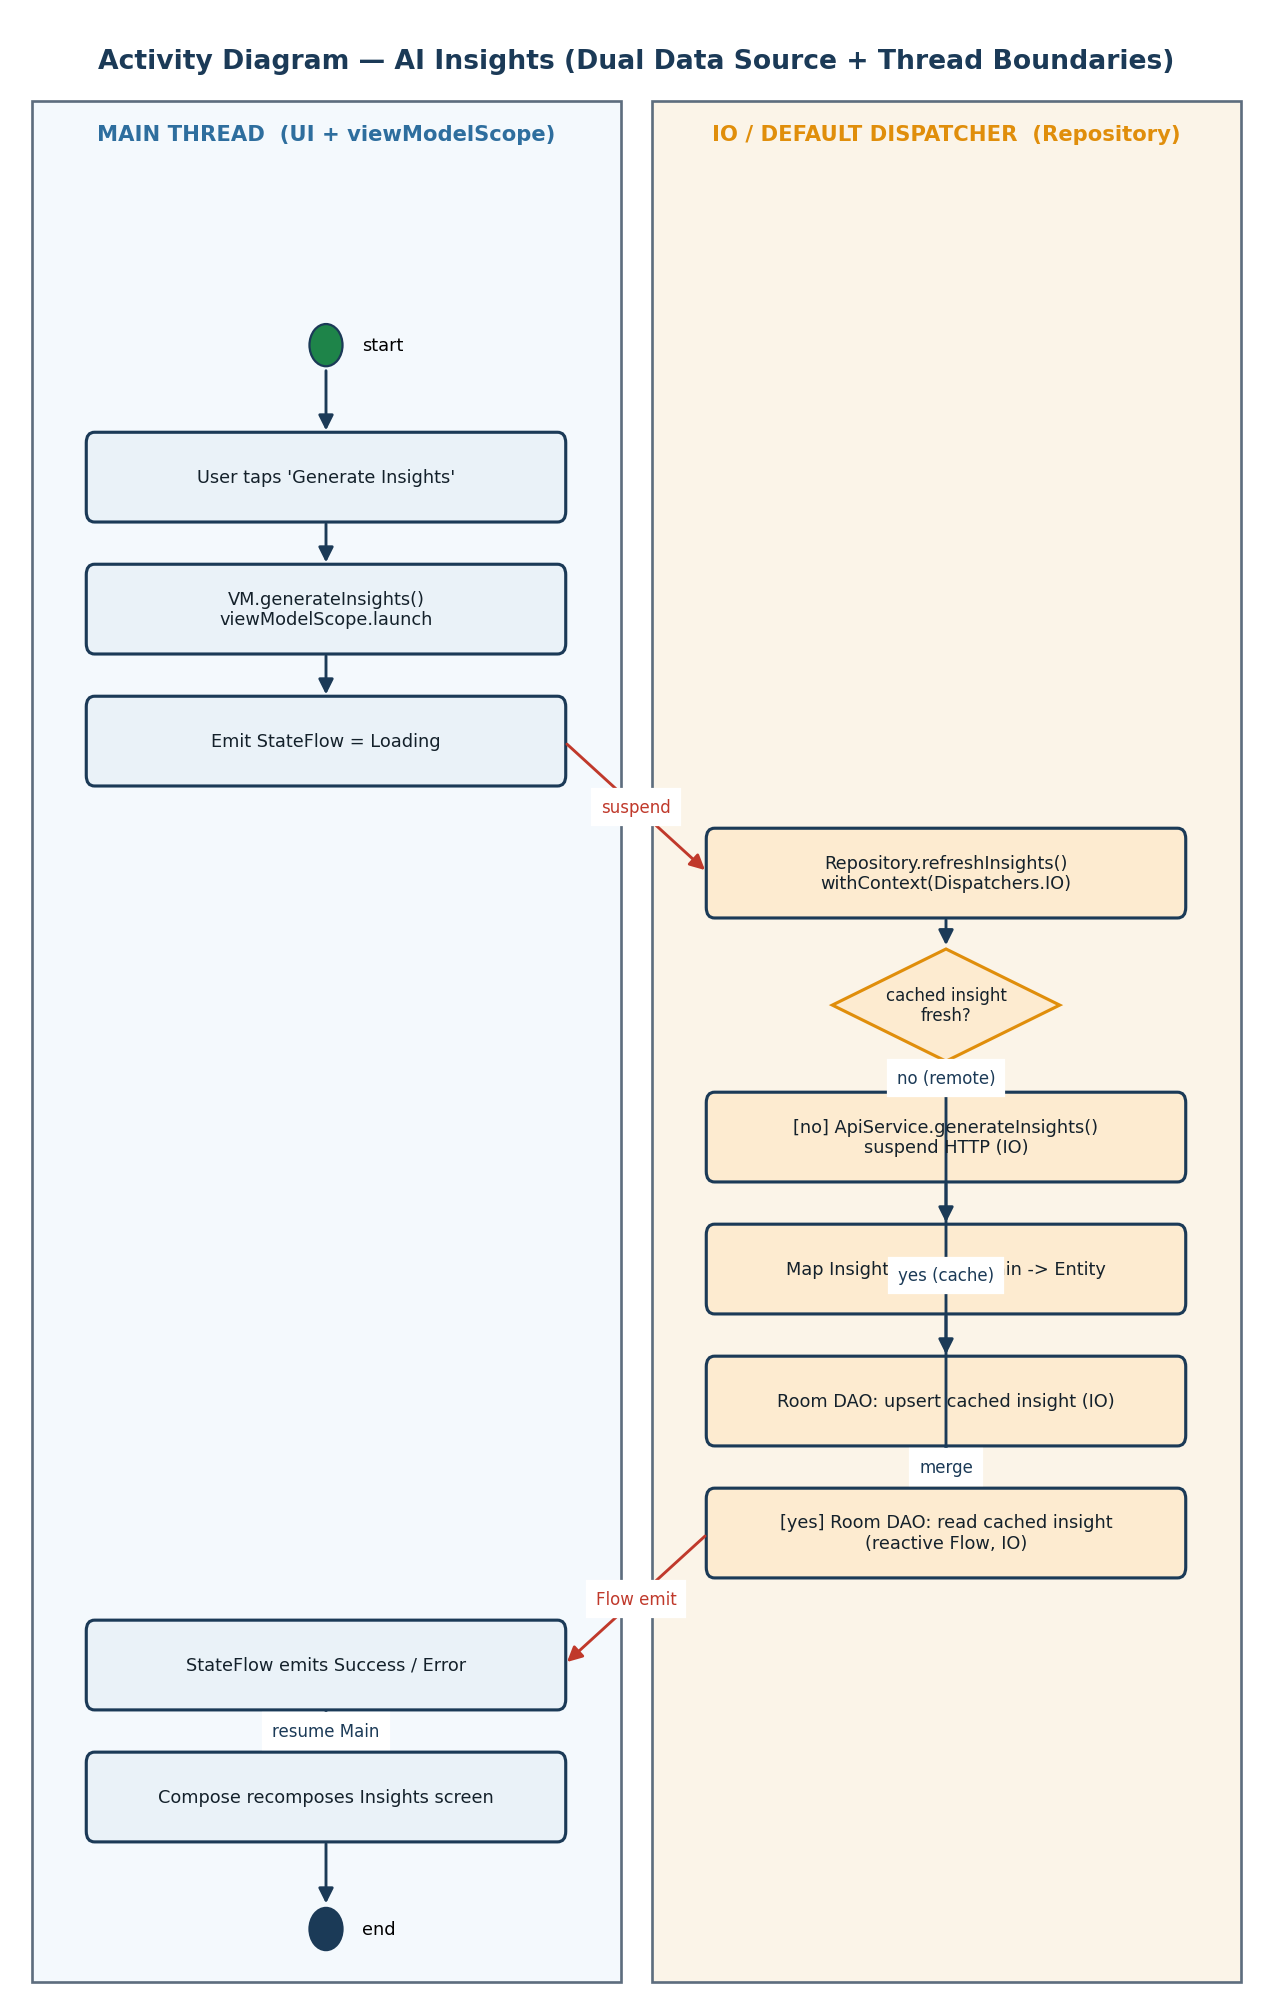 Activity Diagram — AI Insights (Dual Data Source + Thread Boundaries)
MAIN THREAD  (UI + viewModelScope)
IO / DEFAULT DISPATCHER  (Repository)
start
User taps 'Generate Insights'
VM.generateInsights()
viewModelScope.launch
Emit StateFlow = Loading
suspend
Repository.refreshInsights()
withContext(Dispatchers.IO)
cached insight
fresh?
no (remote)
[no] ApiService.generateInsights()
suspend HTTP (IO)
Map -> Entity
yes (cache)
Room DAO: upsert cached insight (IO)
merge
[yes] Room DAO: read cached insight
(reactive Flow, IO)
Flow emit
StateFlow emits Success / Error
resume Main
Compose recomposes Insights screen
end